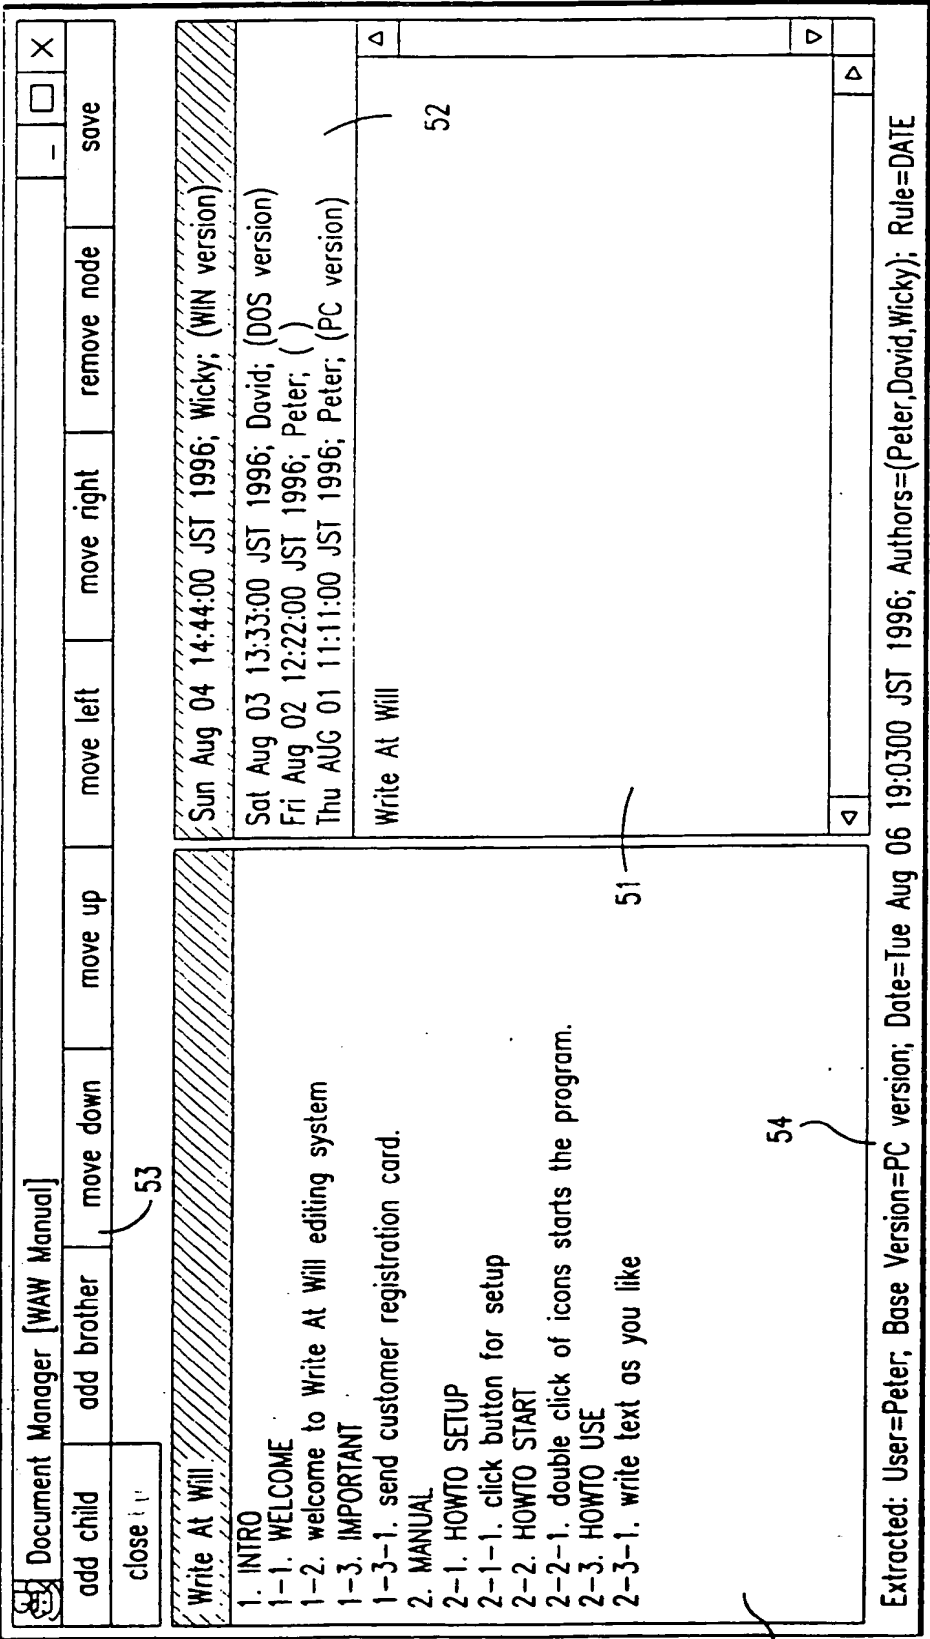 Document Manager [WAW Manual]
_ □ X
add child add brother move down move up move left move right remove node save
close
53
Write At Will
1. INTRO
1-1. WELCOME
1-2. welcome to Write At Will editing system
1-3. IMPORTANT
1-3-1. send customer registration card.
2. MANUAL
2-1. HOWTO SETUP
2-1-1. click button for setup
2-2. HOWTO START
2-2-1. double click of icons starts the program.
2-3. HOWTO USE
2-3-1. write text as you like
Sun Aug 04 14:44:00 JST 1996; Wicky; (WIN version)
Sat Aug 03 13:33:00 JST 1996; David; (DOS version)
Fri Aug 02 12:22:00 JST 1996; Peter; ( )
Thu AUG 01 11:11:00 JST 1996; Peter; (PC version)
52
Write At Will
51
54
Extracted: User=Peter; Base Version=PC version; Date=Tue Aug 06 19:0300 JST 1996; Authors=(Peter,David,Wicky); Rule=DATE